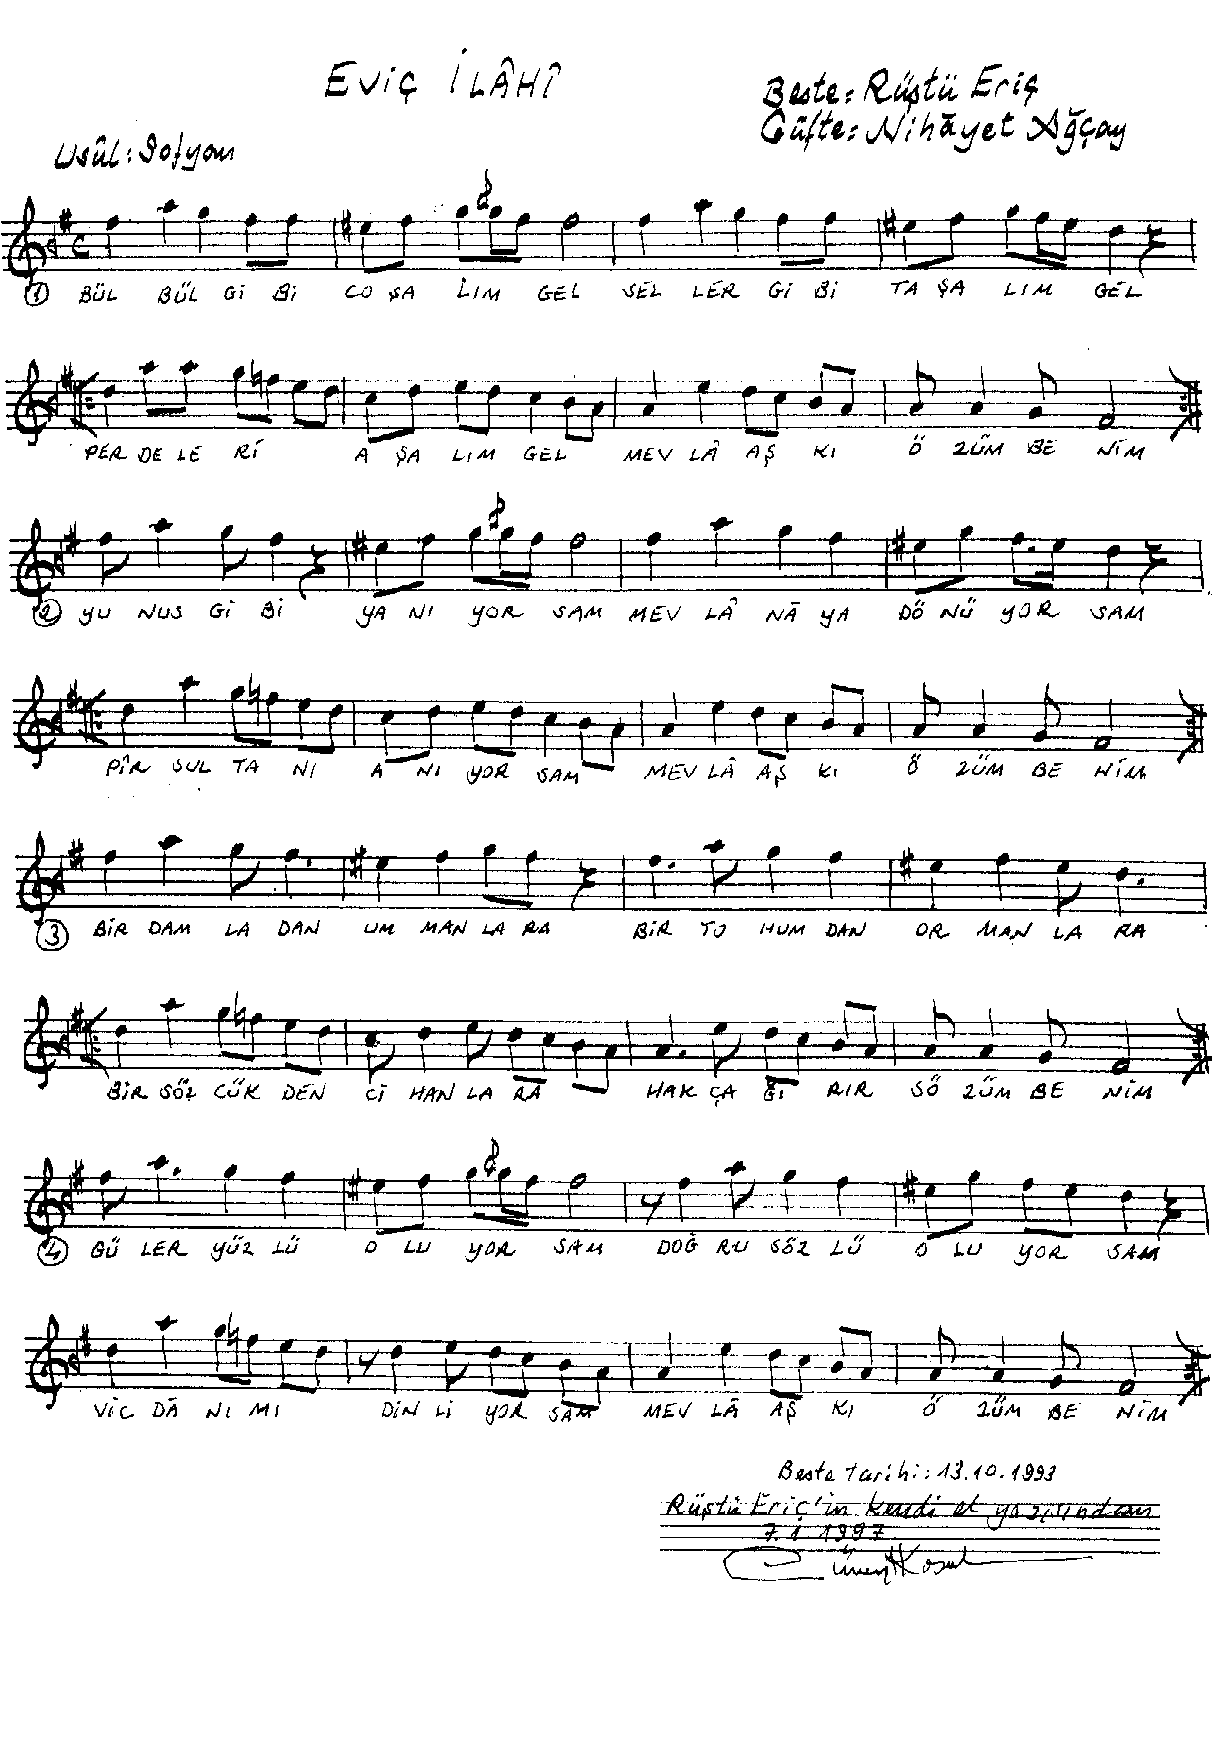 EVİÇ İLÂHÎ
Beste: Rüştü Eriç
Güfte: Nihâyet Ağçay
Usûl: Sofyan
1 BÜL BÜL Gİ Bİ CO ŞA LIM GEL SEL LER Gİ Bİ TA ŞA LIM GEL
PER DE LE Rİ A ŞA LIM GEL MEV LÂ AŞ KI Ö ZÜM BE NİM
2 YU NUS Gİ Bİ YA NI YOR SAM MEV LÂ NÂ YA DÖ NÜ YOR SAM
PÎR SUL TA NI A NI YOR SAM MEV LÂ AŞ KI Ö ZÜM BE NİM
3 BİR DAM LA DAN UM MAN LA RA BİR TO HUM DAN OR MAN LA RA
BİR SÖZ CÜK DEN Cİ HAN LA RA HAK ÇA ĞI RIR SÖ ZÜM BE NİM
4 GÜ LER YÜZ LÜ O LU YOR SAM DOĞ RU SÖZ LÜ O LU YOR SAM
VİC DÂ NI MI DİN Lİ YOR SAM MEV LÂ AŞ KI Ö ZÜM BE NİM
Beste tarihi: 13.10.1993
Rüştü Eriç'in kendi el yazısından
7.1.1997